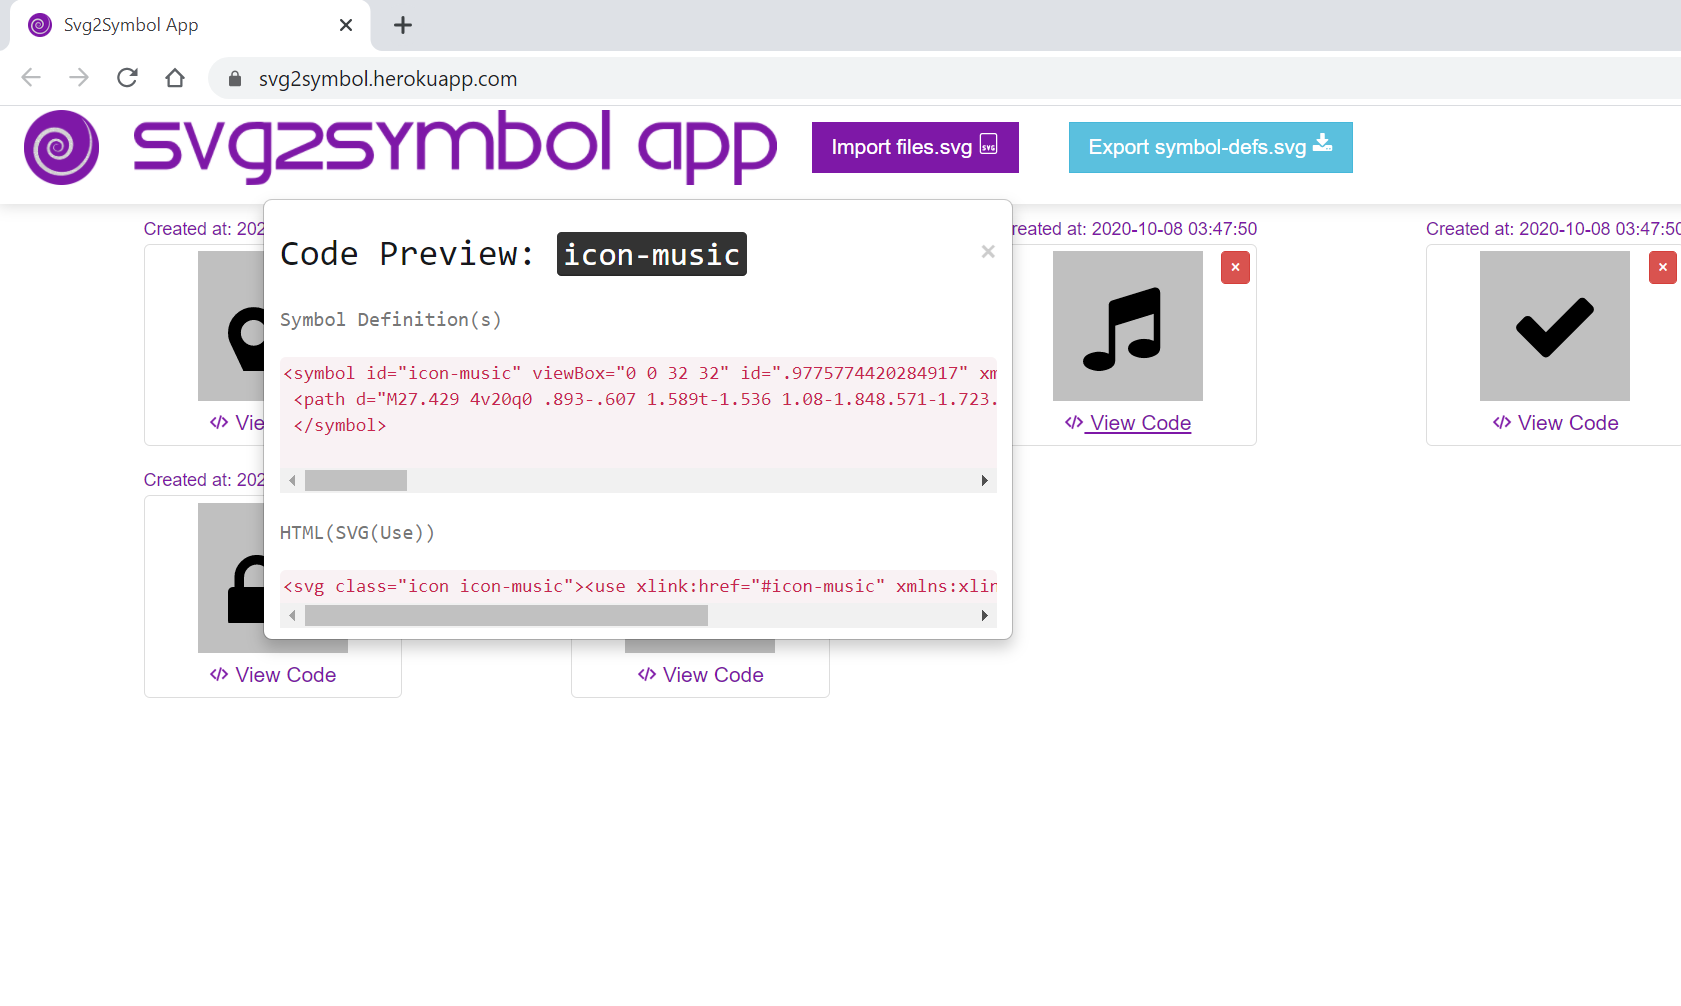 Svg2Symbol App
svg2symbol.herokuapp.com
svg2symbol app
Import files.svg
SVG
Export symbol-defs.svg
Created at: 202
reated at: 2020-10-08 03:47:50
Created at: 2020-10-08 03:47:50
Code Preview: icon-music
×
Symbol Definition(s)
<symbol id="icon-music" viewBox="0 0 32 32" id=".9775774420284917" xm
<path d="M27.429 4v20q0 .893-.607 1.589t-1.536 1.08-1.848.571-1.723.
</symbol>
HTML(SVG(Use))
<svg class="icon icon-music"><use xlink:href="#icon-music" xmlns:xlin
</> Vie
</> View Code
</> View Code
Created at: 202
</> View Code
</> View Code